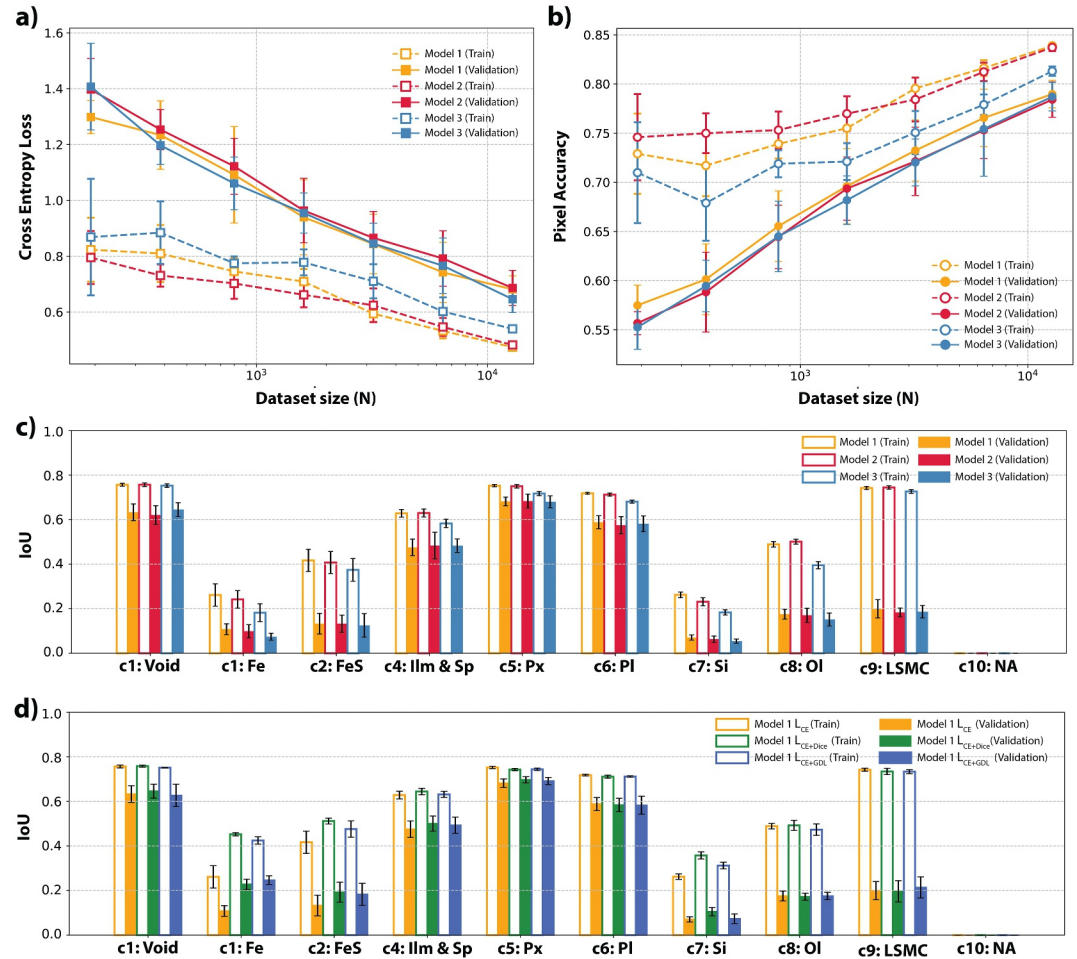 a)
Cross Entropy Loss
1.6
1.4
1.2
1.0
0.8
0.6
Model 1 (Train)
Model 1 (Validation)
Model 2 (Train)
Model 2 (Validation)
Model 3 (Train)
Model 3 (Validation)
10³
10⁴
Dataset size (N)
b)
Pixel Accuracy
0.85
0.80
0.75
0.70
0.65
0.60
0.55
Model 1 (Train)
Model 1 (Validation)
Model 2 (Train)
Model 2 (Validation)
Model 3 (Train)
Model 3 (Validation)
10³
10⁴
Dataset size (N)
c)
IoU
1.0
0.8
0.6
0.4
0.2
0.0
Model 1 (Train) Model 1 (Validation)
Model 2 (Train) Model 2 (Validation)
Model 3 (Train) Model 3 (Validation)
c1: Void c1: Fe c2: FeS c4: Ilm & Sp c5: Px c6: Pl c7: Si c8: Ol c9: LSMC c10: NA
d)
IoU
1.0
0.8
0.6
0.4
0.2
0.0
Model 1 L_CE (Train) Model 1 L_CE (Validation)
Model 1 L_CE+Dice (Train) Model 1 L_CE+Dice (Validation)
Model 1 L_CE+GDL (Train) Model 1 L_CE+GDL (Validation)
c1: Void c1: Fe c2: FeS c4: Ilm & Sp c5: Px c6: Pl c7: Si c8: Ol c9: LSMC c10: NA